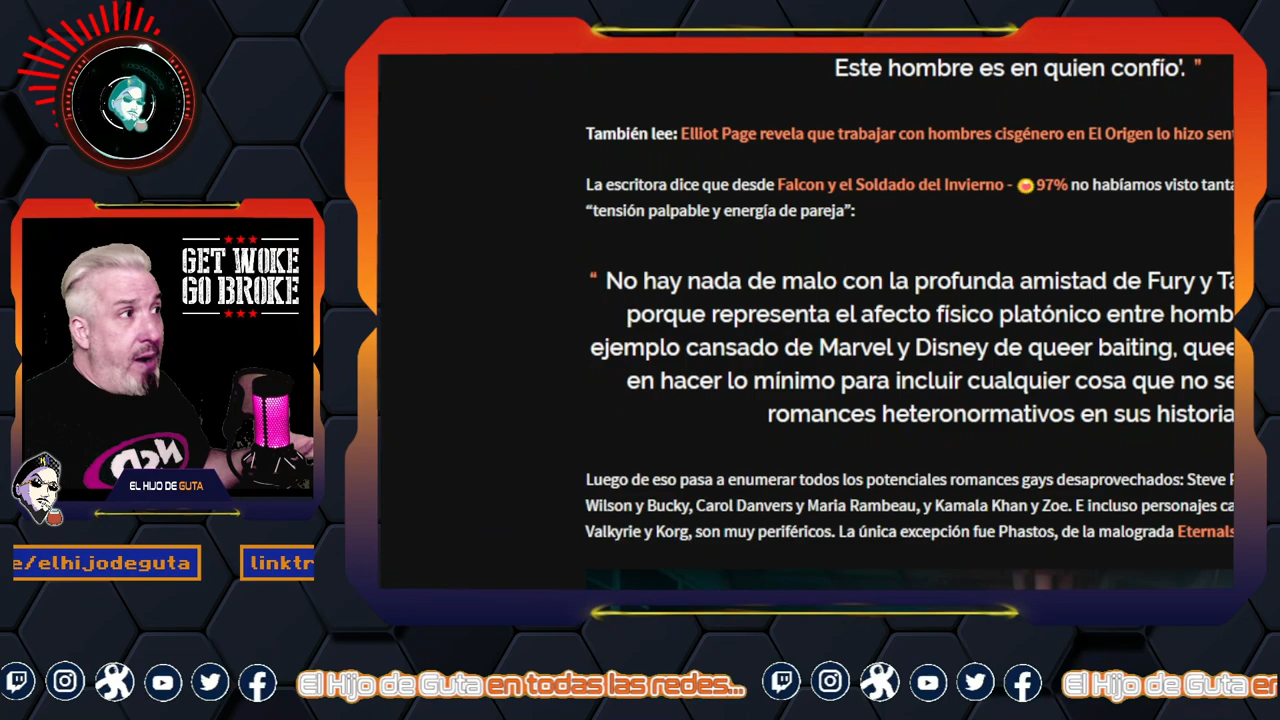 Este hombre es en quien confío'. ”
También lee: Elliot Page revela que trabajar con hombres cisgénero en El Origen lo hizo sent
La escritora dice que desde Falcon y el Soldado del Invierno - 97% no habíamos visto tanta
“tensión palpable y energía de pareja”:
“ No hay nada de malo con la profunda amistad de Fury y Ta
porque representa el afecto físico platónico entre homb
ejemplo cansado de Marvel y Disney de queer baiting, quee
en hacer lo mínimo para incluir cualquier cosa que no se
romances heteronormativos en sus historia
Luego de eso pasa a enumerar todos los potenciales romances gays desaprovechados: Steve R
Wilson y Bucky, Carol Danvers y Maria Rambeau, y Kamala Khan y Zoe. E incluso personajes ca
Valkyrie y Korg, son muy periféricos. La única excepción fue Phastos, de la malograda Eternals
GET WOKE
GO BROKE
EL HIJO DE GUTA
e/elhijodeguta linktr
El Hijo de Guta en todas las redes... El Hijo de Guta en